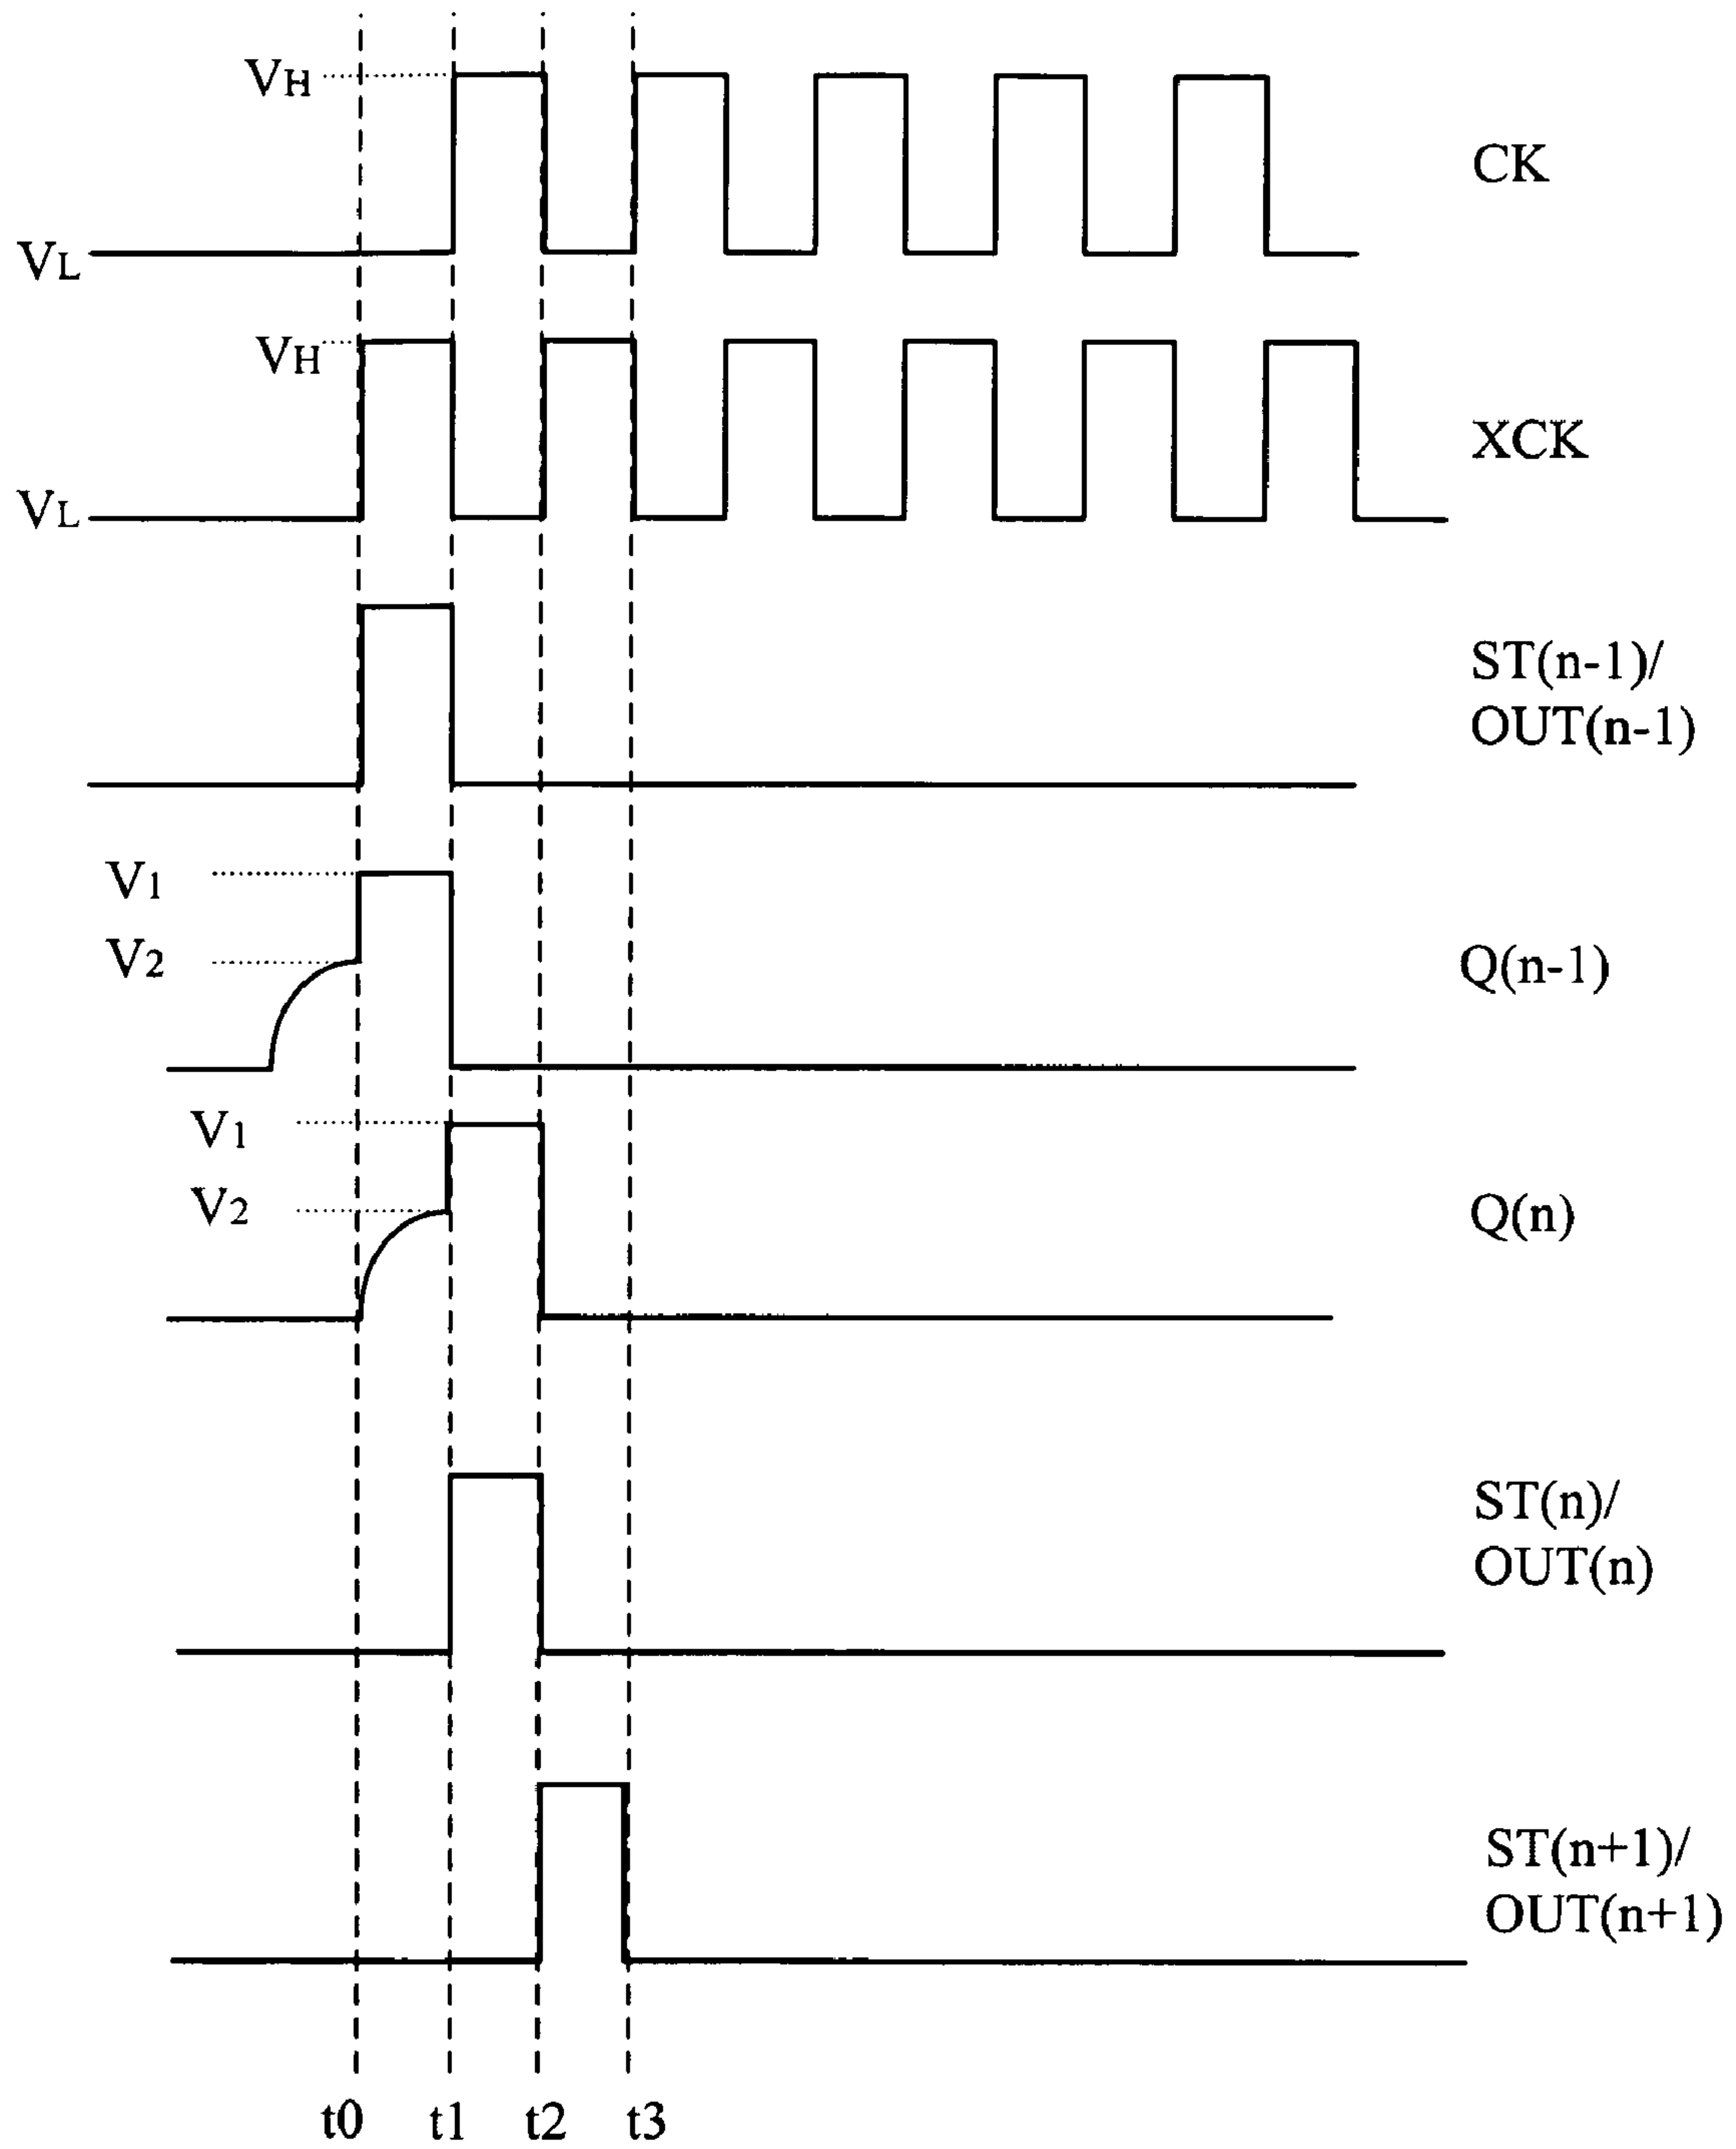 VH
CK
VL
VH
XCK
VL
ST(n-1)/
OUT(n-1)
V1
V2
Q(n-1)
V1
V2
Q(n)
ST(n)/
OUT(n)
ST(n+1)/
OUT(n+1)
t0 t1 t2 t3